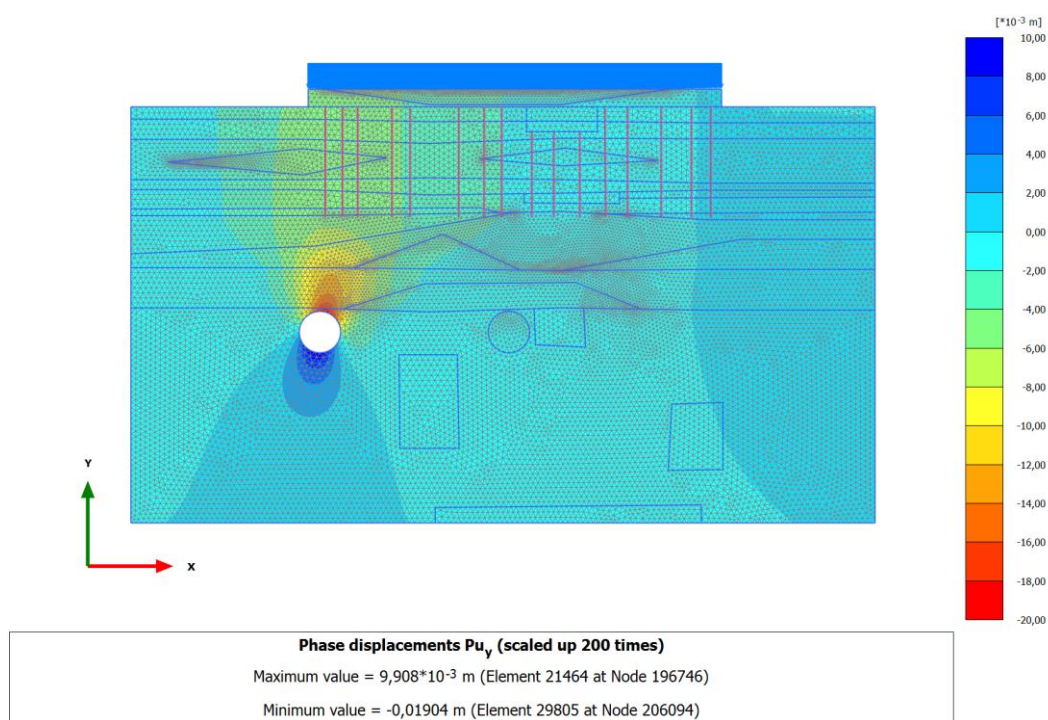 [*10-3 m]
10,00
8,00
6,00
4,00
2,00
0,00
-2,00
-4,00
-6,00
-8,00
-10,00
-12,00
-14,00
-16,00
-18,00
-20,00
Y
X
Phase displacements Puy (scaled up 200 times)
Maximum value = 9,908*10-3 m (Element 21464 at Node 196746)
Minimum value = -0,01904 m (Element 29805 at Node 206094)